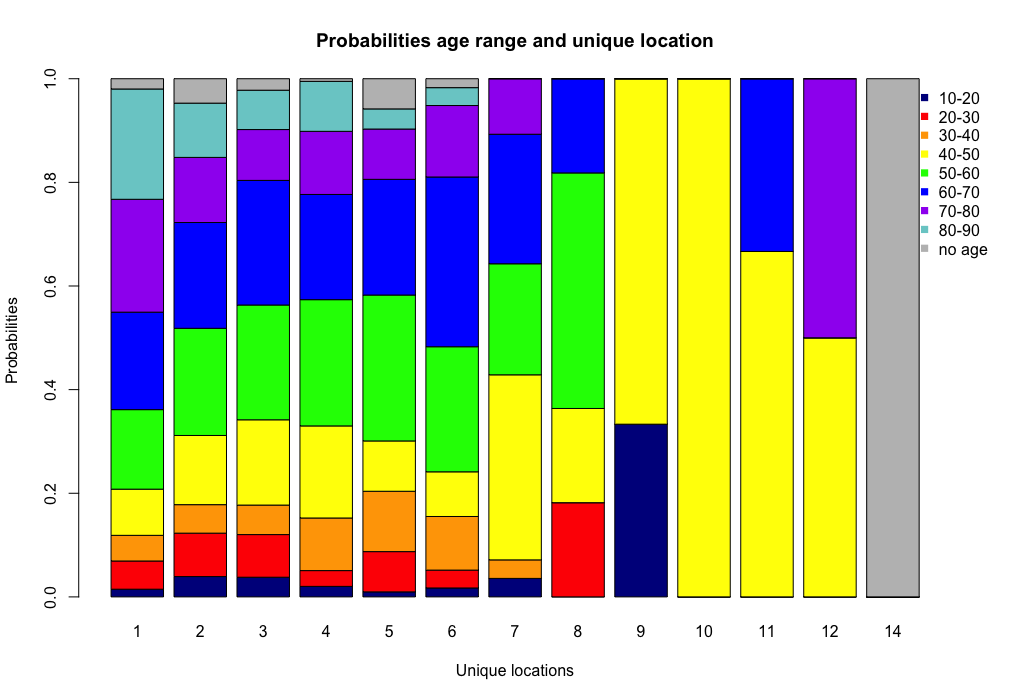 Probabilities age range and unique location
1.0
0.8
0.6
0.4
0.2
0.0
Probabilities
10-20
20-30
30-40
40-50
50-60
60-70
70-80
80-90
no age
1 2 3 4 5 6 7 8 9 10 11 12 14
Unique locations